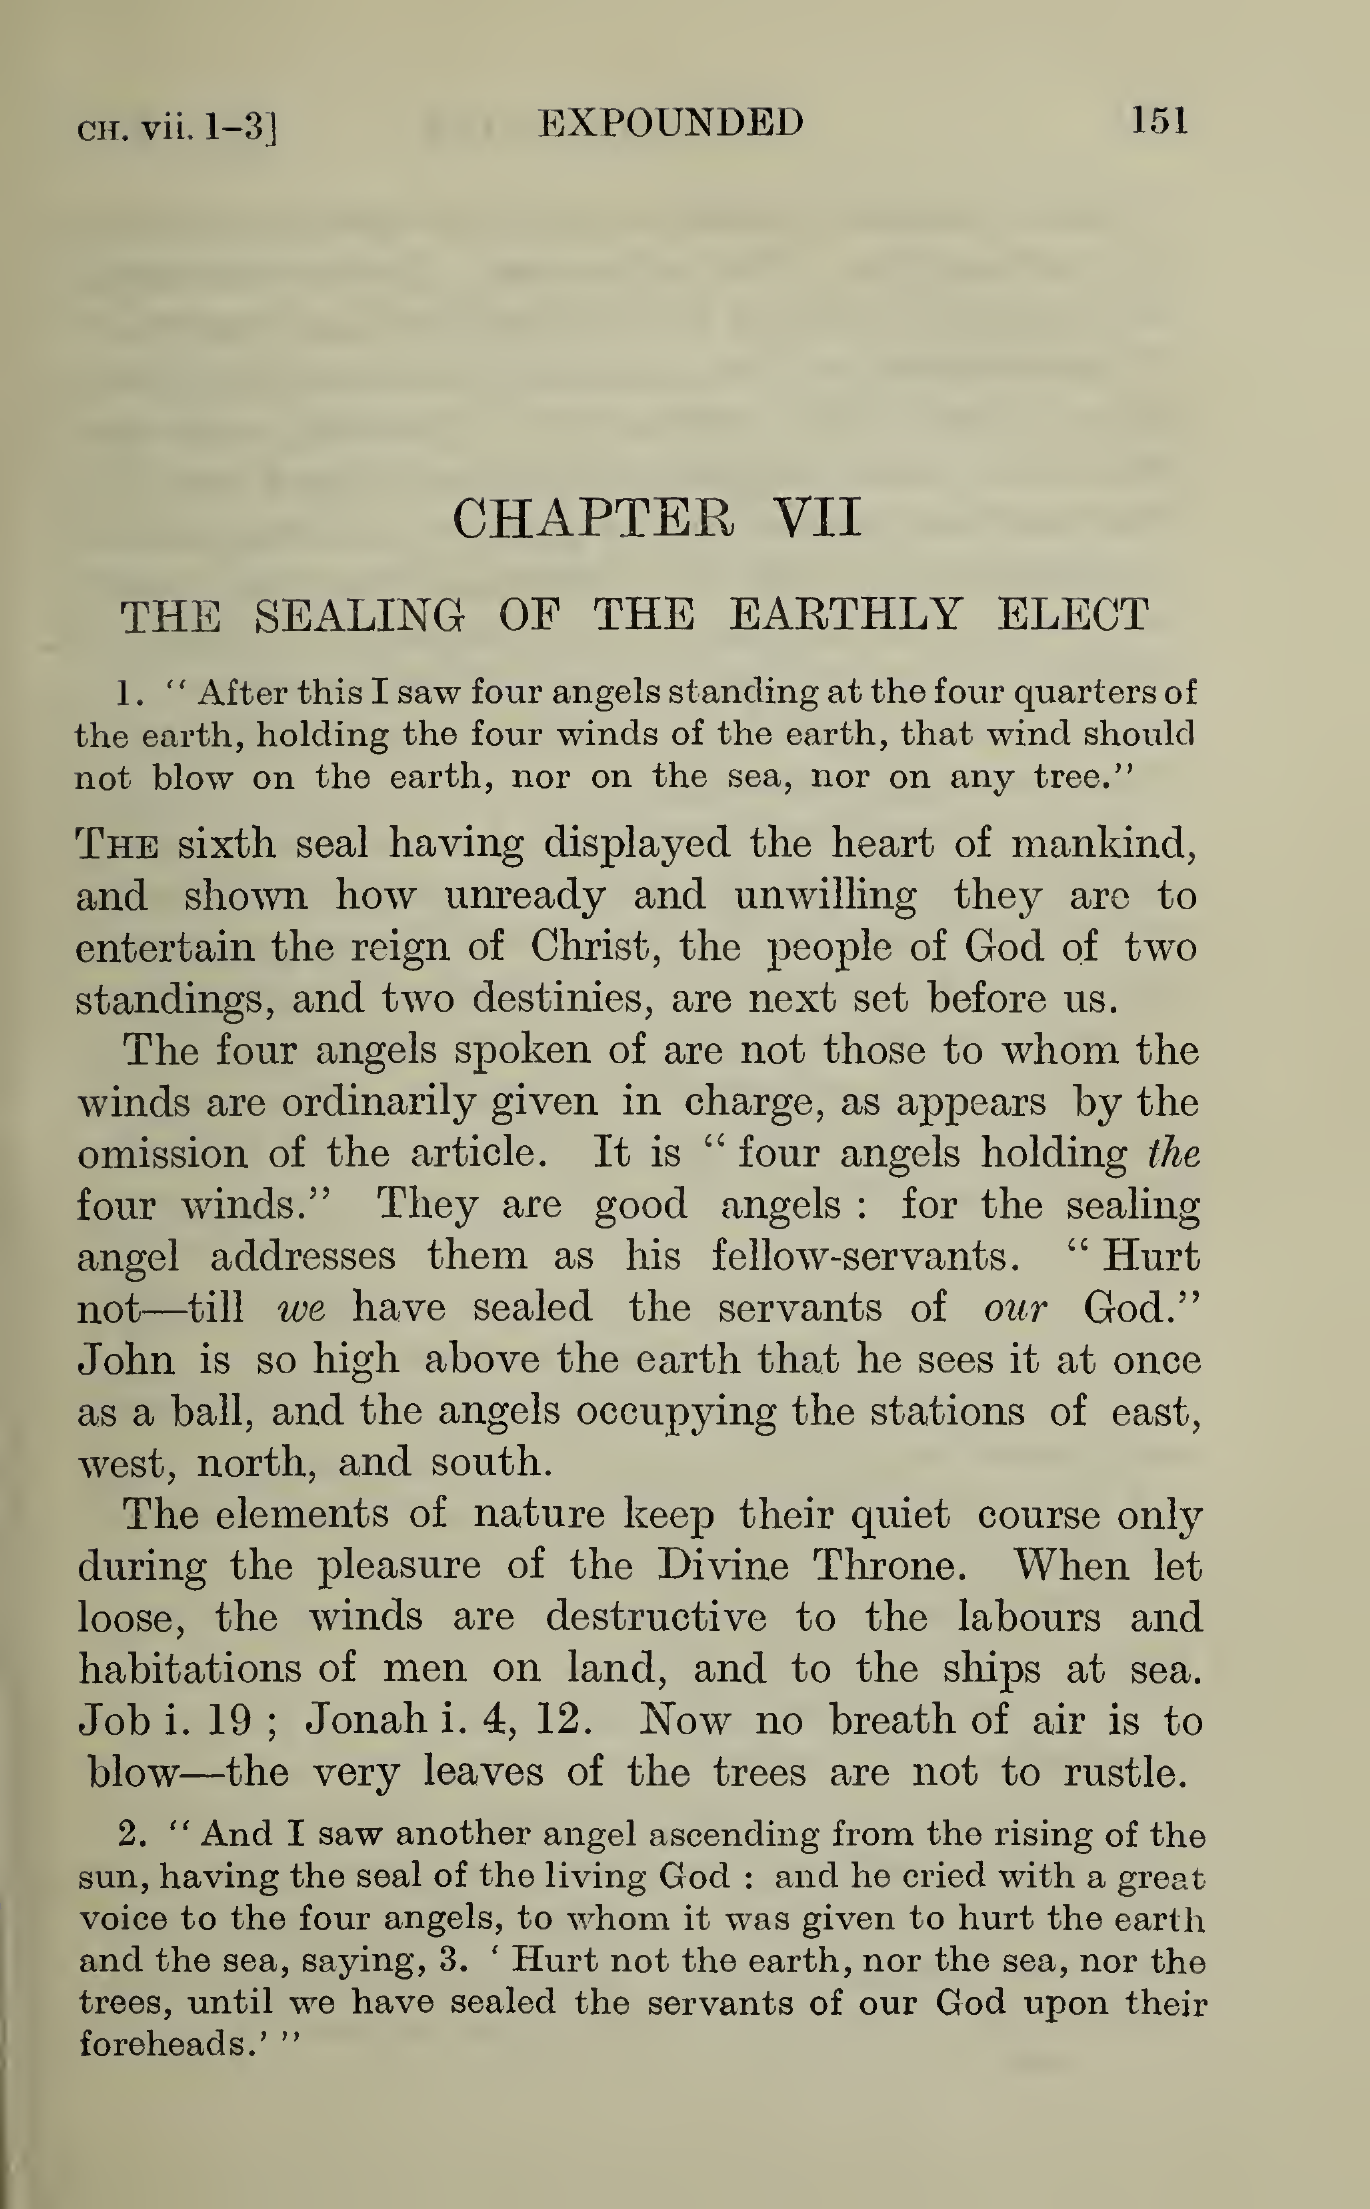 CH. vii. 1–3] EXPOUNDED 151
CHAPTER VII
THE SEALING OF THE EARTHLY ELECT
1. “ After this I saw four angels standing at the four quarters of
the earth, holding the four winds of the earth, that wind should
not blow on the earth, nor on the sea, nor on any tree.”
THE sixth seal having displayed the heart of mankind,
and shown how unready and unwilling they are to
entertain the reign of Christ, the people of God of two
standings, and two destinies, are next set before us.
The four angels spoken of are not those to whom the
winds are ordinarily given in charge, as appears by the
omission of the article. It is “ four angels holding the
four winds.” They are good angels : for the sealing
angel addresses them as his fellow-servants. “ Hurt
not—till we have sealed the servants of our God.”
John is so high above the earth that he sees it at once
as a ball, and the angels occupying the stations of east,
west, north, and south.
The elements of nature keep their quiet course only
during the pleasure of the Divine Throne. When let
loose, the winds are destructive to the labours and
habitations of men on land, and to the ships at sea.
Job i. 19 ; Jonah i. 4, 12. Now no breath of air is to
blow—the very leaves of the trees are not to rustle.
2. “ And I saw another angel ascending from the rising of the
sun, having the seal of the living God : and he cried with a great
voice to the four angels, to whom it was given to hurt the earth
and the sea, saying, 3. ‘ Hurt not the earth, nor the sea, nor the
trees, until we have sealed the servants of our God upon their
foreheads.’ ”